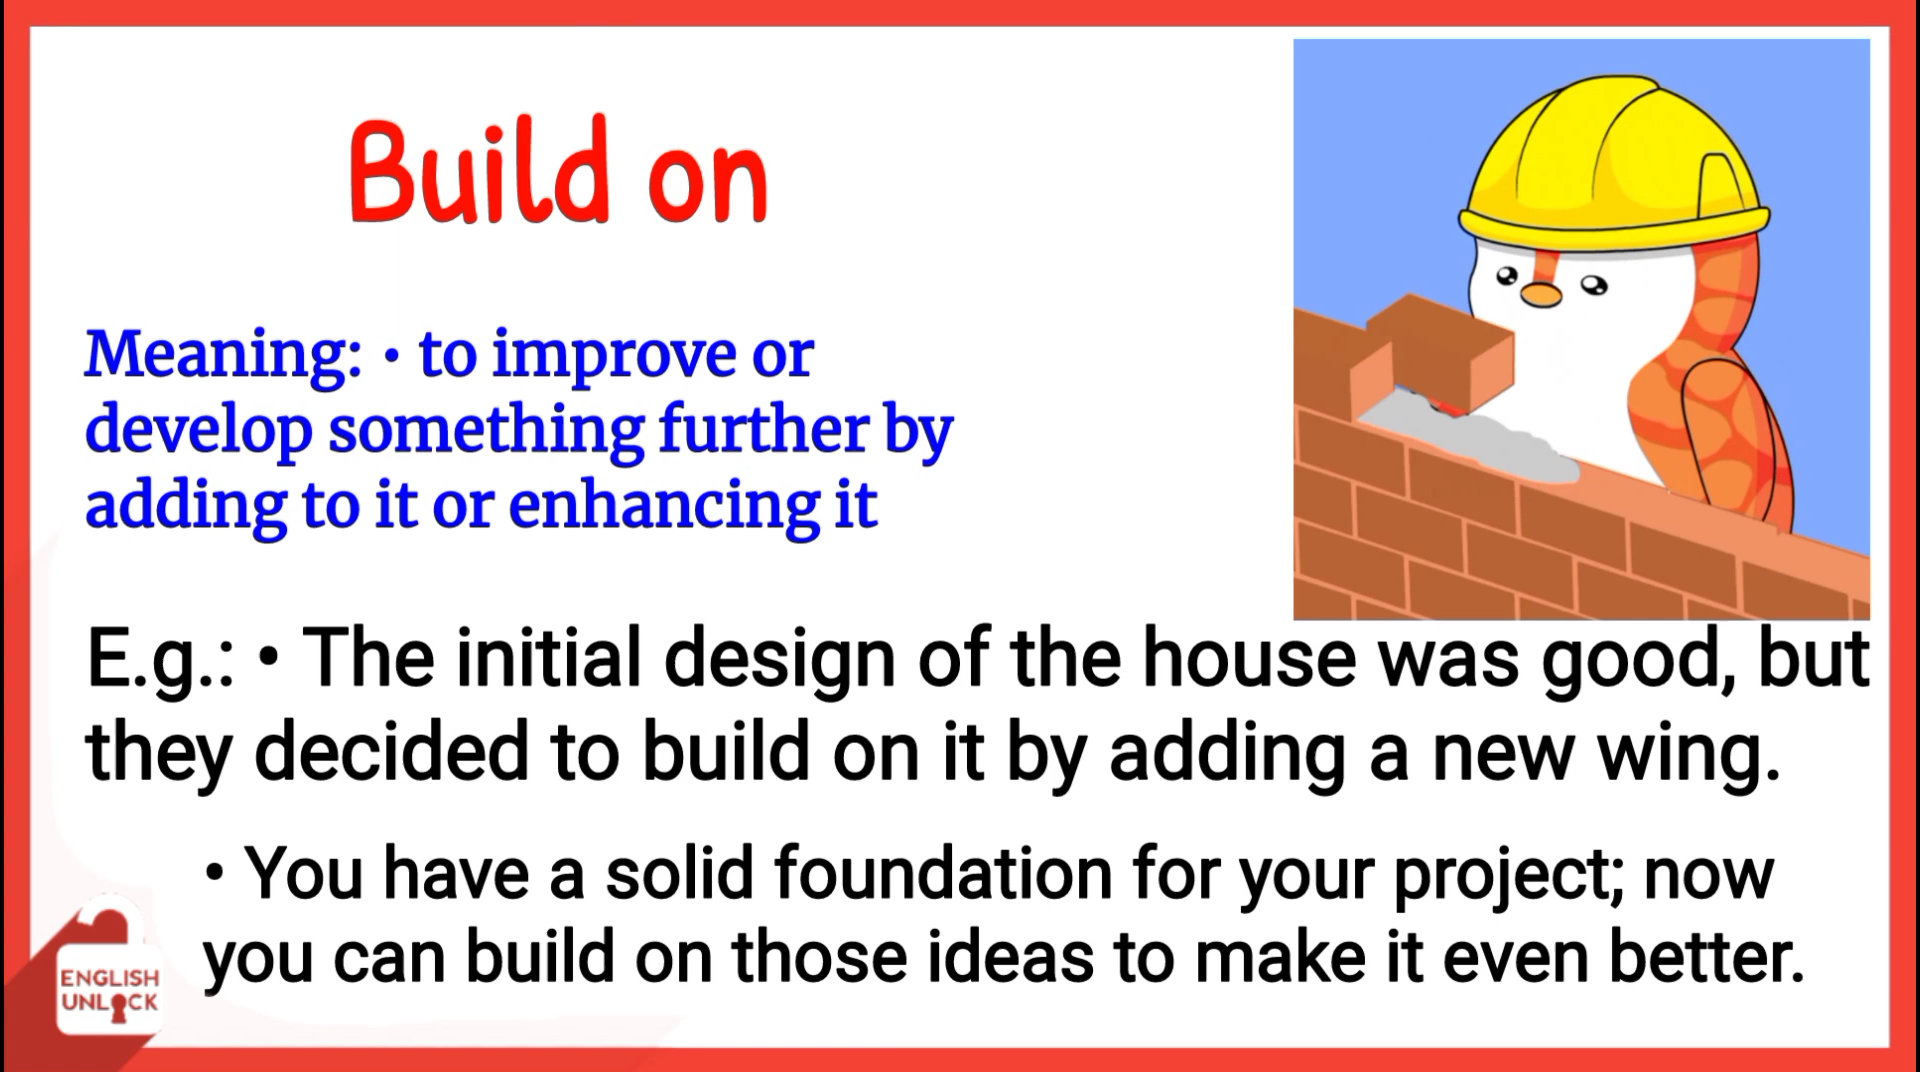 Build on
Meaning: • to improve or
develop something further by
adding to it or enhancing it
E.g.: • The initial design of the house was good, but
they decided to build on it by adding a new wing.
• You have a solid foundation for your project; now
you can build on those ideas to make it even better.
ENGLISH
UNLOCK